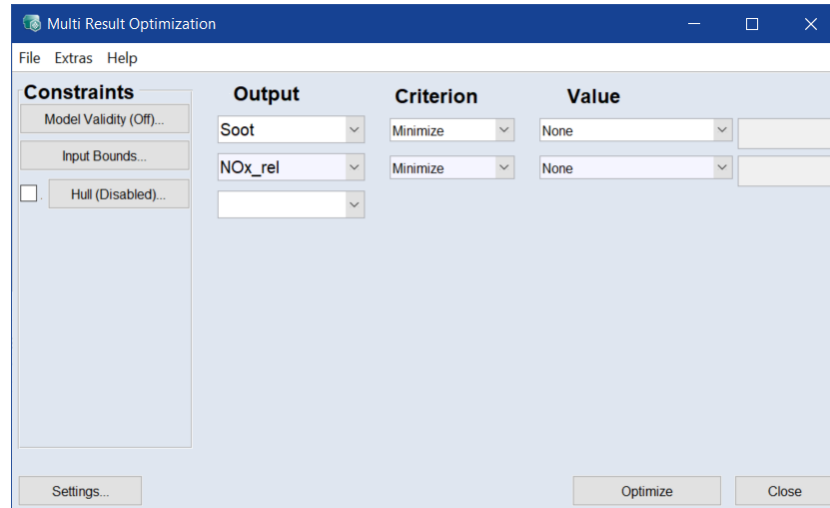 Multi Result Optimization
File Extras Help
Constraints Output Criterion Value
Model Validity (Off)...
Soot Minimize None
Input Bounds...
NOx_rel Minimize None
Hull (Disabled)...
Settings... Optimize Close